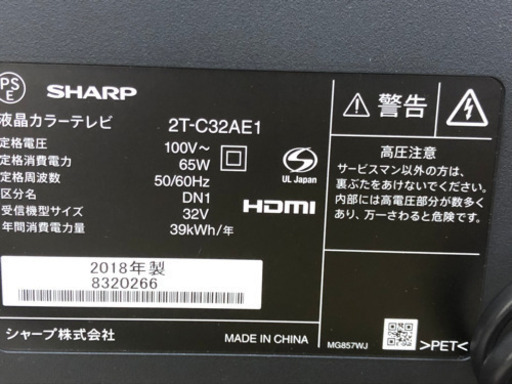 PS
E
SHARP
液晶カラーテレビ 2T-C32AE1
定格電圧 100V～
定格消費電力 65W
定格周波数 50/60Hz
区分名 DN1
受信機型サイズ 32V
年間消費電力量 39kWh/年
S
UL Japan
HDMI
2018年製
8320266
シャープ株式会社
MADE IN CHINA
警告
高圧注意
サービスマン以外の方は、
裏ぶたをあけないでください。
内部には高電圧部分が数多く
あり、万一さわると危険です。
MG857WJ
>PET<